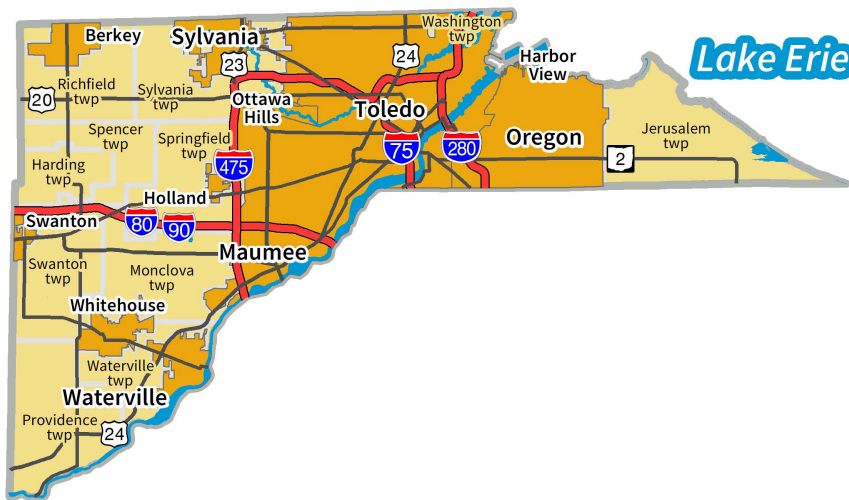 Washington
twp
Berkey
Sylvania
24
Harbor
View
Lake Erie
23
Richfield
twp
20
Sylvania
twp
Ottawa
Hills
Toledo
Spencer
twp
Springfield
twp
75
280
Oregon
Jerusalem
twp
2
Harding
twp
475
Holland
Swanton
80
90
Maumee
Swanton
twp
Monclova
twp
Whitehouse
Waterville
twp
Waterville
Providence
twp
24